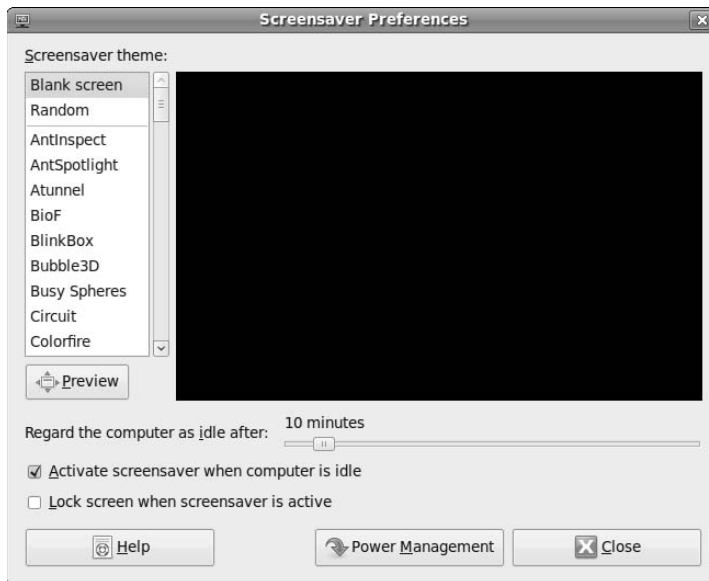 Screensaver Preferences
Screensaver theme:
Blank screen
Random
AntInspect
AntSpotlight
Atunnel
BioF
BlinkBox
Bubble3D
Busy Spheres
Circuit
Colorfire
Preview
Regard the computer as idle after:
10 minutes
Activate screensaver when computer is idle
Lock screen when screensaver is active
Help
Power Management
Close